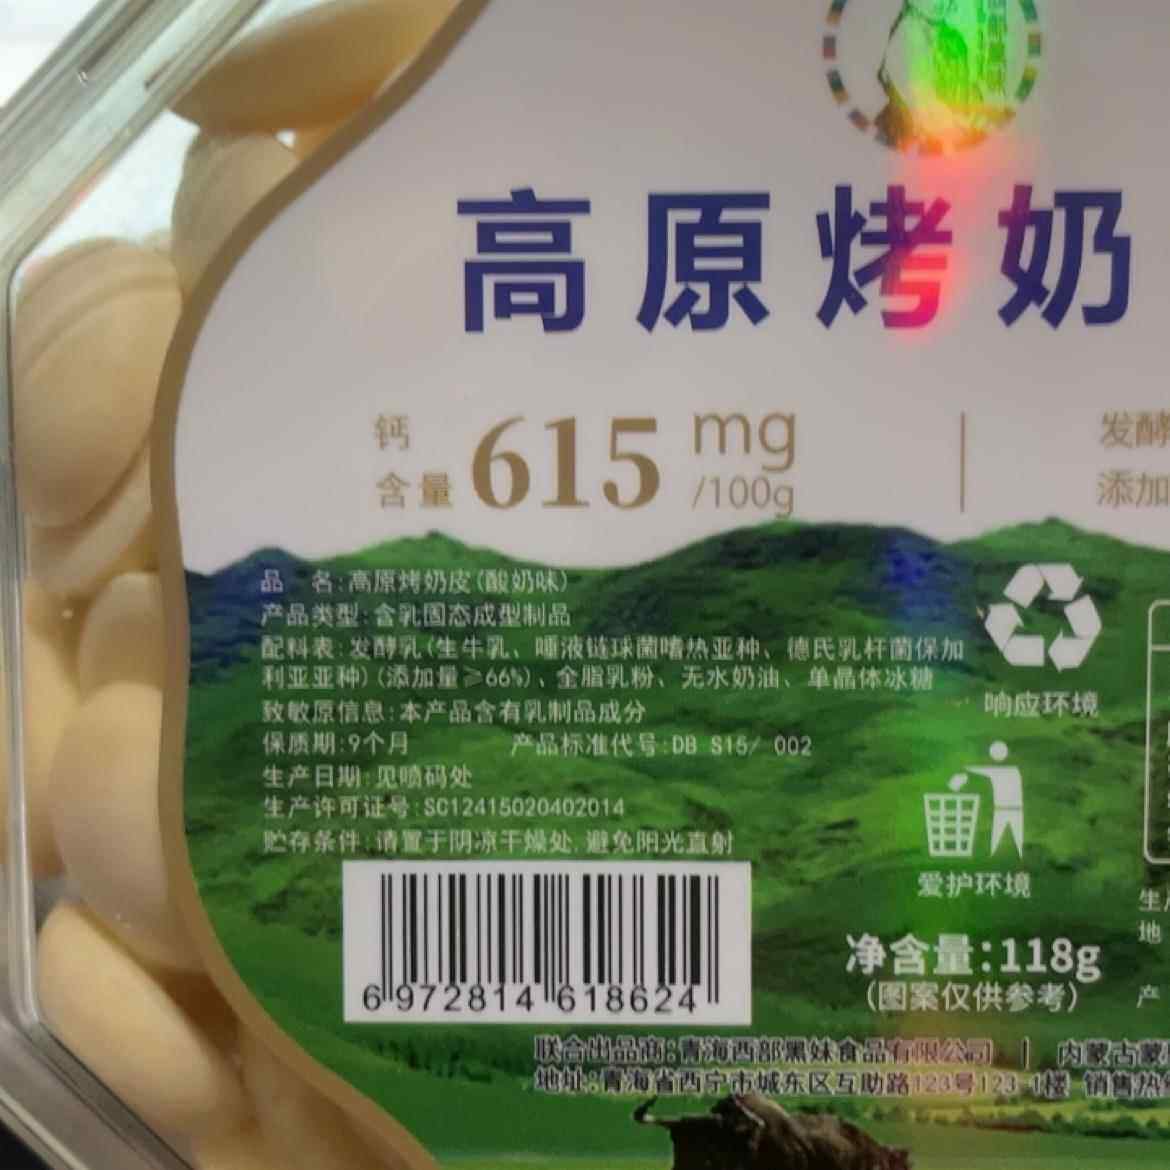 高原烤奶
钙
含量
615 mg
/100g
发酵
添加
品 名:高原烤奶皮(酸奶味)
产品类型:含乳固态成型制品
配料表:发酵乳(生牛乳、唾液链球菌嗜热亚种、德氏乳杆菌保加
利亚亚种)(添加量≥66%)、全脂乳粉、无水奶油、单晶体冰糖
致敏原信息:本产品含有乳制品成分
保质期:9个月 产品标准代号:DB S15/ 002
生产日期:见喷码处
生产许可证号:SC12415020402014
贮存条件:请置于阴凉干燥处,避免阳光直射
响应环境
爱护环境
6 972814 618624
净含量:118g
(图案仅供参考)
生产
地
产
联合出品商:青海西部黑妹食品有限公司 | 内蒙古蒙
地址:青海省西宁市城东区互助路123号123-1楼 销售热